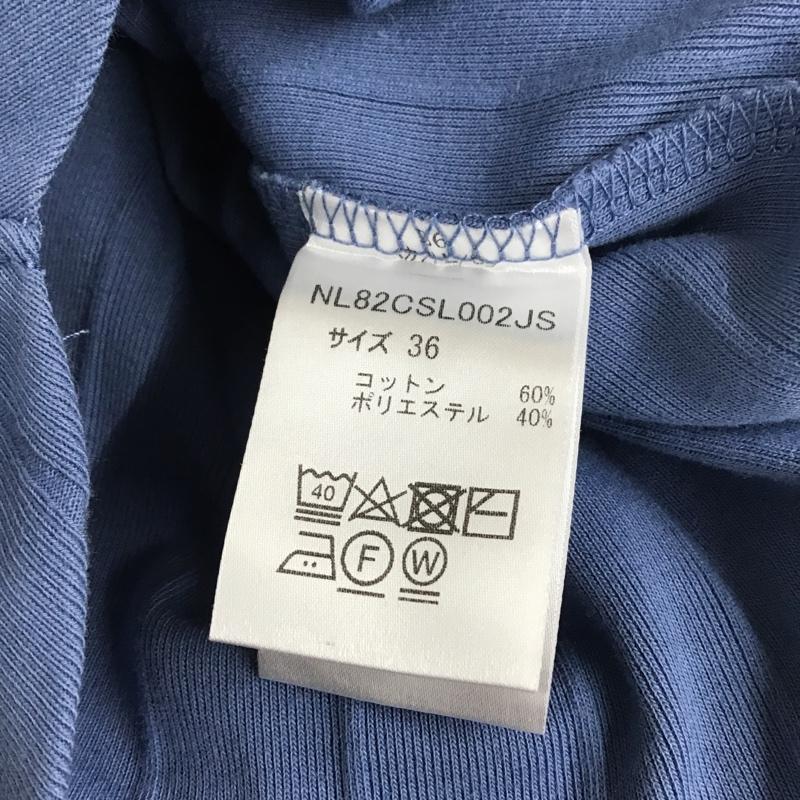 NL82CSL002JS
サイズ 36
コットン 60%
ポリエステル 40%
40
F W